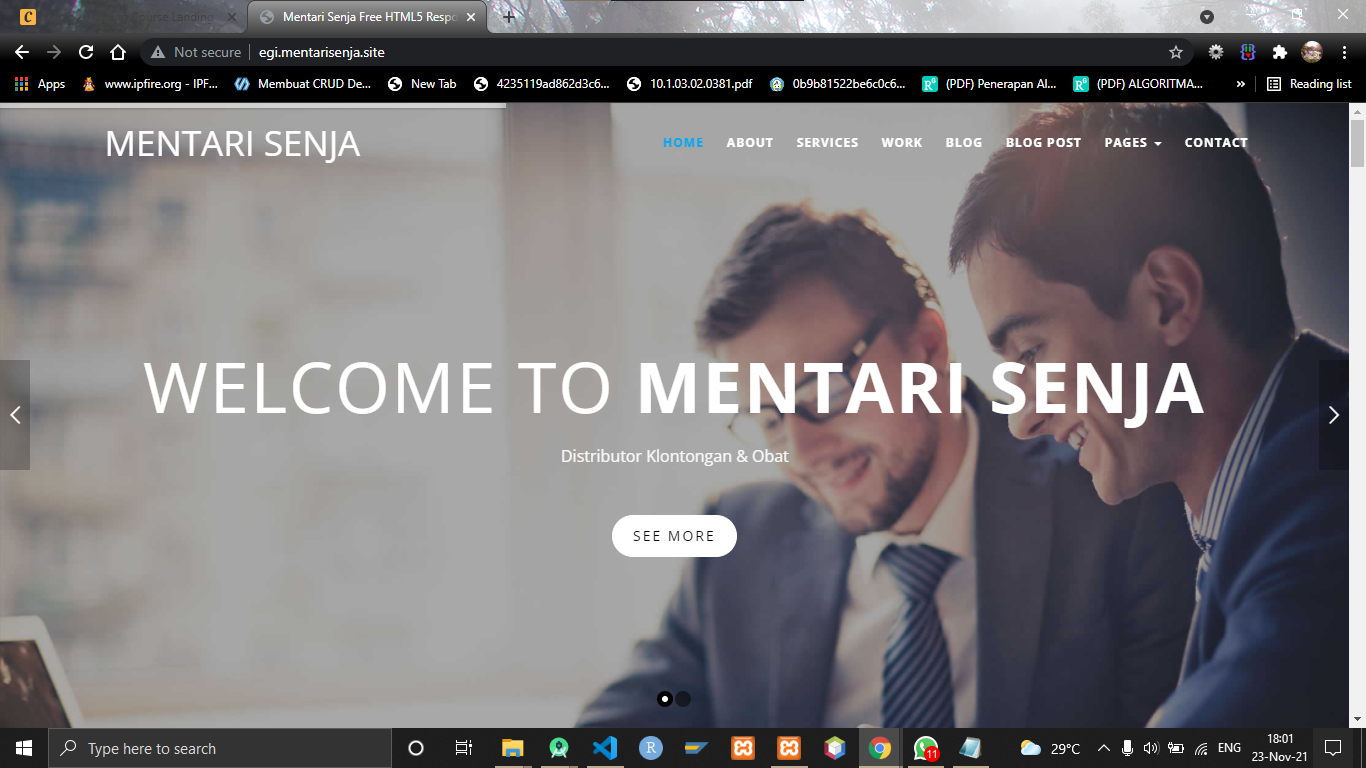 Course Landing
Mentari Senja Free HTML5 Respo
Not secure
egi.mentarisenja.site
Apps
www.ipfire.org - IPF...
Membuat CRUD De...
New Tab
4235119ad862d3c6...
10.1.03.02.0381.pdf
0b9b81522be6c0c6...
(PDF) Penerapan Al...
(PDF) ALGORITMA...
»
Reading list
MENTARI SENJA
HOME ABOUT SERVICES WORK BLOG BLOG POST PAGES CONTACT
WELCOME TO MENTARI SENJA
Distributor Klontongan & Obat
SEE MORE
Type here to search
11
29°C
ENG
18:01
23-Nov-21